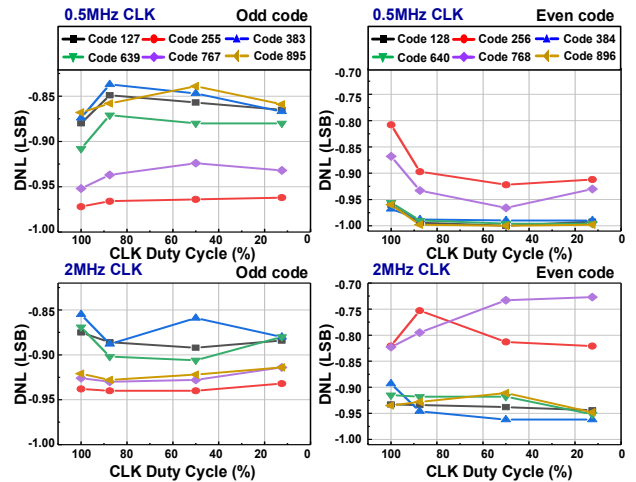 0.5MHz CLK Odd code
Code 127 Code 255 Code 383
Code 639 Code 767 Code 895
DNL (LSB)
-0.85
-0.90
-0.95
-1.00
100 80 60 40 20 0
CLK Duty Cycle (%)
0.5MHz CLK Even code
Code 128 Code 256 Code 384
Code 640 Code 768 Code 896
DNL (LSB)
-0.70
-0.75
-0.80
-0.85
-0.90
-0.95
-1.00
100 80 60 40 20 0
CLK Duty Cycle (%)
2MHz CLK Odd code
DNL (LSB)
-0.85
-0.90
-0.95
-1.00
100 80 60 40 20 0
CLK Duty Cycle (%)
2MHz CLK Even code
DNL (LSB)
-0.70
-0.75
-0.80
-0.85
-0.90
-0.95
-1.00
100 80 60 40 20 0
CLK Duty Cycle (%)